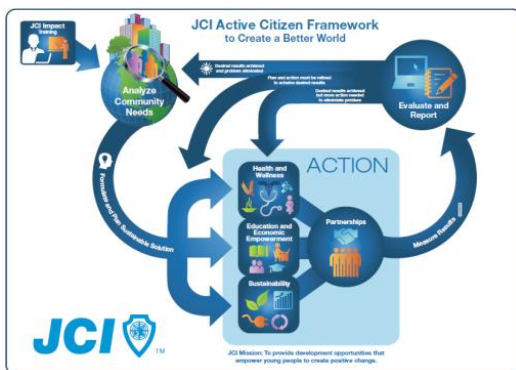 JCI Active Citizen Framework
to Create a Better World
JCI Impact
Training
Analyze
Community
Needs
Desired results achieved
and problem eliminated
Plan and action must be refined
to achieve desired results
Desired results achieved
but more action needed
to eliminate problem
Evaluate and
Report
Formulate and Plan Sustainable Solution
ACTION
Health and
Wellness
Education and
Economic
Empowerment
Sustainability
Partnerships
Measure Results
JCI
TM
JCI Mission: To provide development opportunities that
empower young people to create positive change.